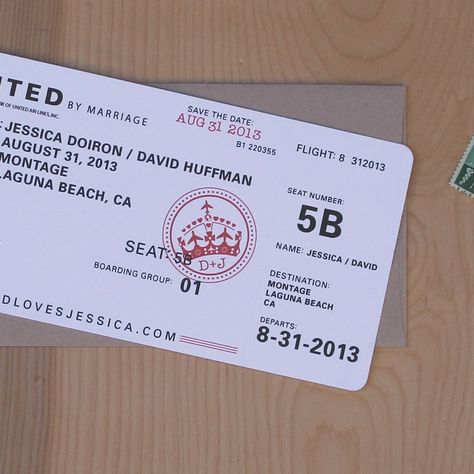 ITED BY MARRIAGE
RK OF UNITED AIR LINES, INC.
: JESSICA DOIRON / DAVID HUFFMAN
AUGUST 31, 2013
MONTAGE
LAGUNA BEACH, CA
SEAT: 5B
BOARDING GROUP: 01
DLOVESJESSICA.COM
SAVE THE DATE:
AUG 31 2013
B1 220355
D+J
FLIGHT: 8 312013
SEAT NUMBER:
5B
NAME: JESSICA / DAVID
DESTINATION:
MONTAGE
LAGUNA BEACH
CA
DEPARTS:
8-31-2013